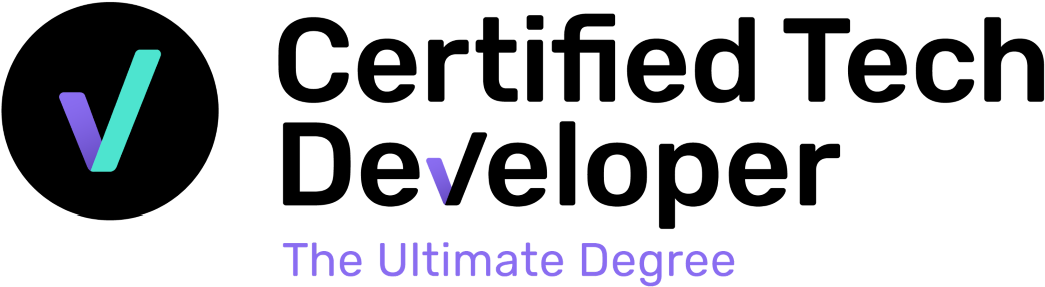 Certified Tech
Developer
The Ultimate Degree